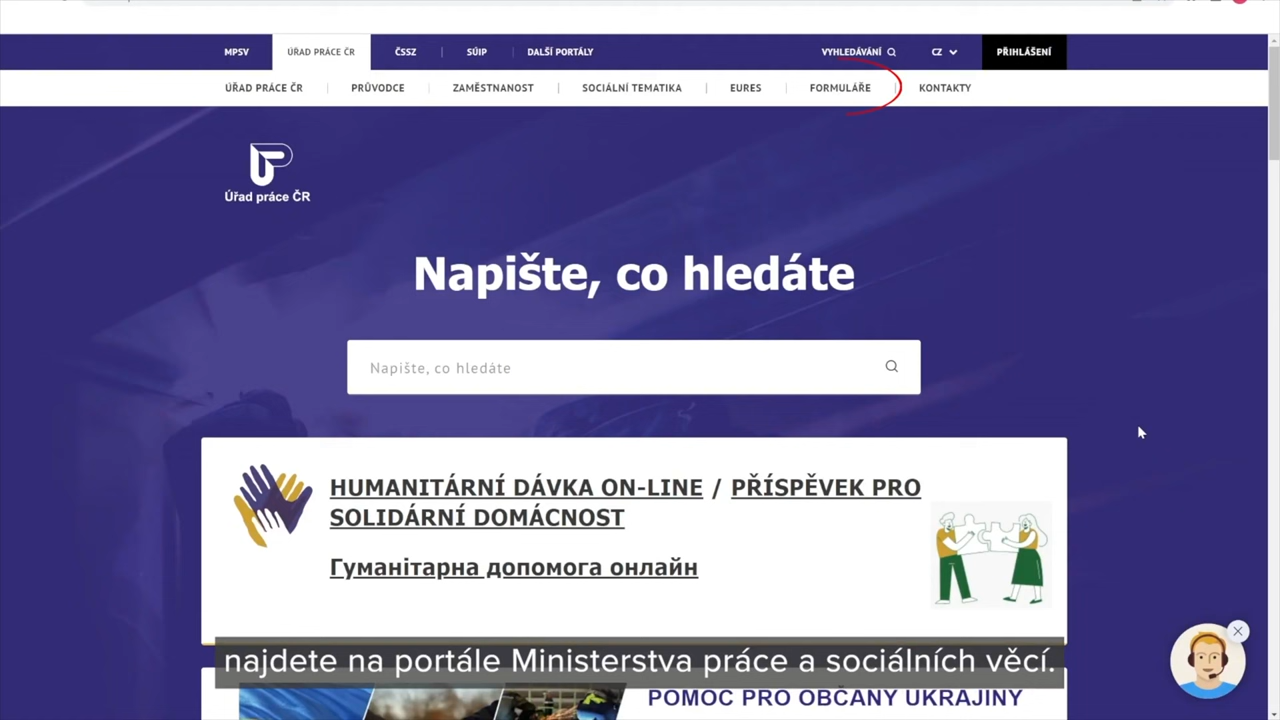 MPSV
ÚŘAD PRÁCE ČR
ČSSZ
SÚIP
DALŠÍ PORTÁLY
VYHLEDÁVÁNÍ
CZ
PŘIHLÁŠENÍ
ÚŘAD PRÁCE ČR
PRŮVODCE
ZAMĚSTNANOST
SOCIÁLNÍ TEMATIKA
EURES
FORMULÁŘE
KONTAKTY
Úřad práce ČR
Napište, co hledáte
Napište, co hledáte
HUMANITÁRNÍ DÁVKA ON-LINE / PŘÍSPĚVEK PRO
SOLIDÁRNÍ DOMÁCNOST
Гуманітарна допомога онлайн
najdete na portále Ministerstva práce a sociálních věcí.
POMOC PRO OBČANY UKRAJINY